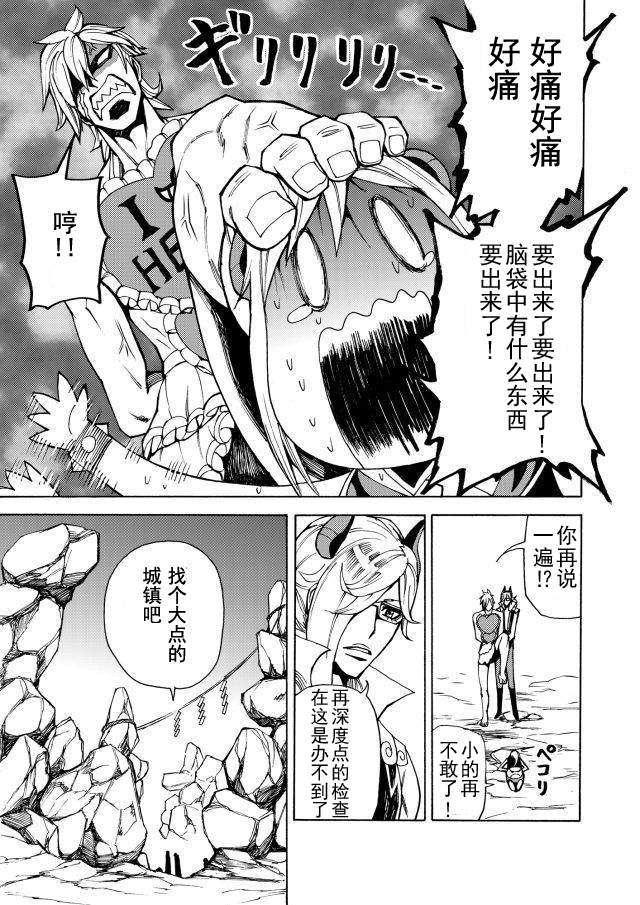 好痛好痛
好痛
要出来了要出来了！
脑袋中有什么东西
要出来了！
ギリリリリ…
哼!!
I
HE
你再说
一遍!?
小的再
不敢了！
ペコリ
再深度点的检查
在这是办不到了
找个大点的
城镇吧